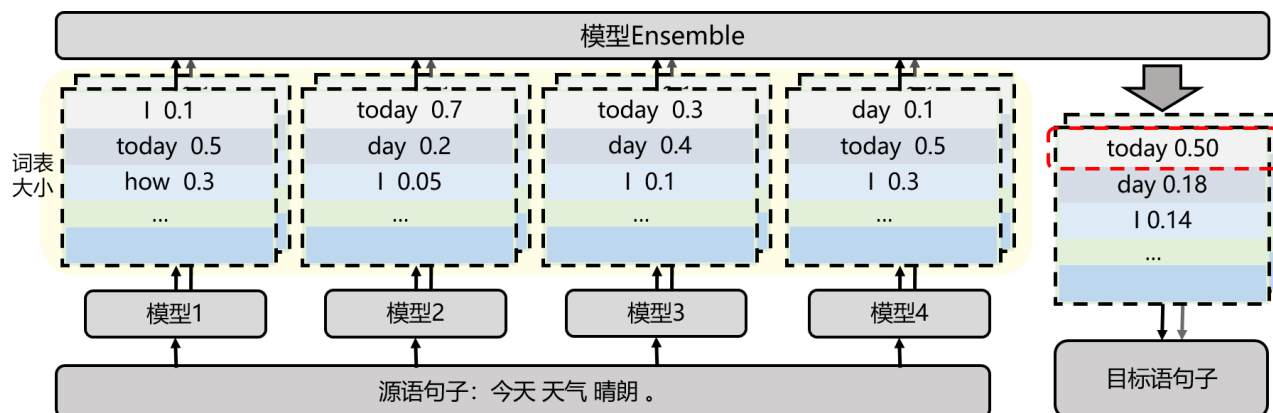 模型Ensemble
词表
大小
I 0.1
today 0.5
how 0.3
...
today 0.7
day 0.2
I 0.05
...
today 0.3
day 0.4
I 0.1
...
day 0.1
today 0.5
I 0.3
...
today 0.50
day 0.18
I 0.14
...
模型1
模型2
模型3
模型4
源语句子：今天 天气 晴朗 。
目标语句子